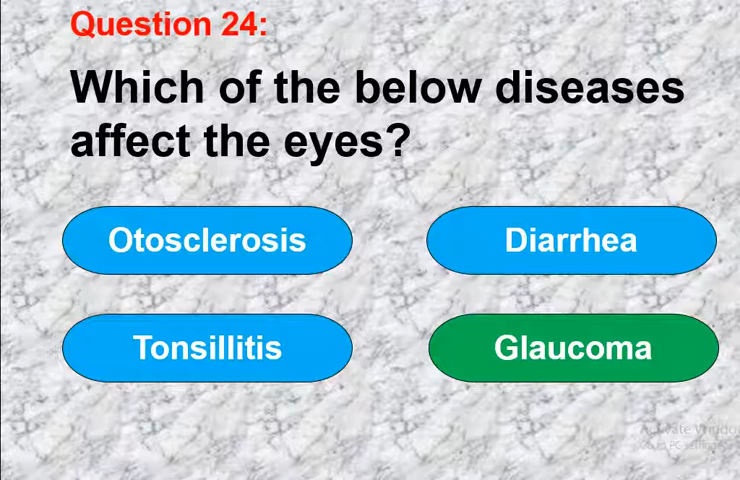 Question 24:
Which of the below diseases
affect the eyes?
Otosclerosis
Diarrhea
Tonsillitis
Glaucoma